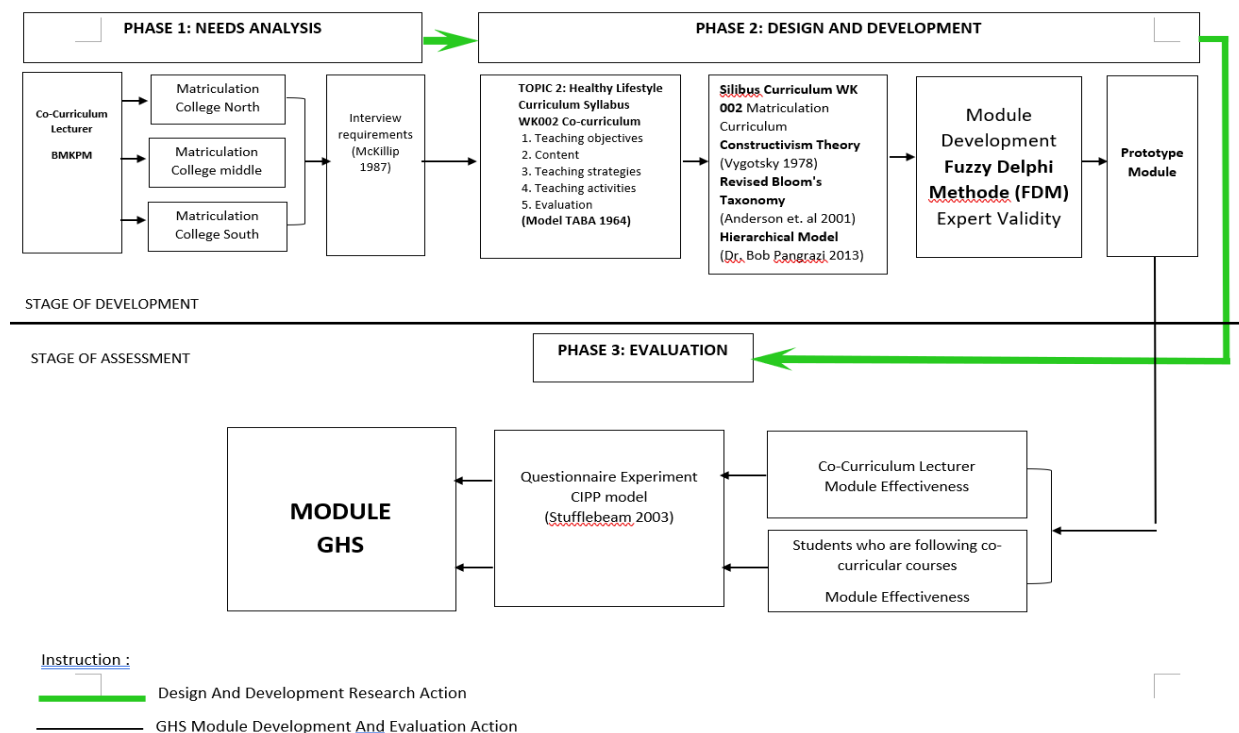 PHASE 1: NEEDS ANALYSIS
PHASE 2: DESIGN AND DEVELOPMENT
Co-Curriculum
Lecturer
BMKPM
Matriculation
College North
Matriculation
College middle
Matriculation
College South
Interview
requirements
(McKillip
1987)
TOPIC 2: Healthy Lifestyle
Curriculum Syllabus
WK002 Co-curriculum
1. Teaching objectives
2. Content
3. Teaching strategies
4. Teaching activities
5. Evaluation
(Model TABA 1964)
Silibus Curriculum WK
002 Matriculation
Curriculum
Constructivism Theory
(Vygotsky 1978)
Revised Bloom's
Taxonomy
(Anderson et. al 2001)
Hierarchical Model
(Dr. Bob Pangrazi 2013)
Module
Development
Fuzzy Delphi
Methode (FDM)
Expert Validity
Prototype
Module
STAGE OF DEVELOPMENT
STAGE OF ASSESSMENT
PHASE 3: EVALUATION
MODULE
GHS
Questionnaire Experiment
CIPP model
(Stufflebeam 2003)
Co-Curriculum Lecturer
Module Effectiveness
Students who are following co-
curricular courses
Module Effectiveness
Instruction :
Design And Development Research Action
GHS Module Development And Evaluation Action